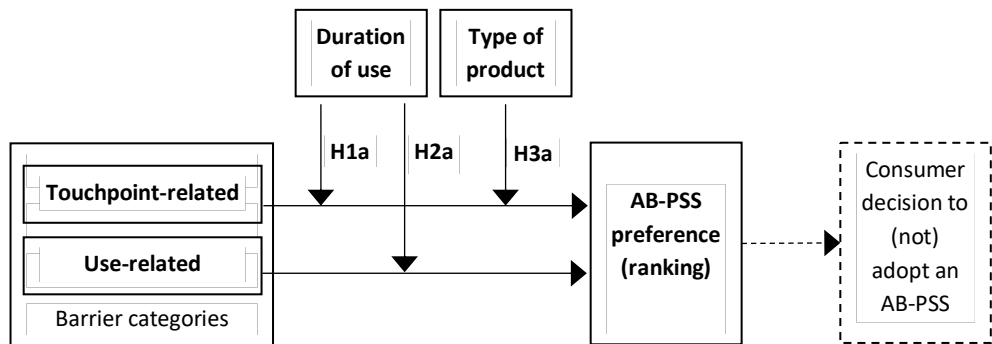 Duration
of use
Type of
product
H1a
H2a
H3a
Touchpoint-related
Use-related
Barrier categories
AB-PSS
preference
(ranking)
Consumer
decision to
(not)
adopt an
AB-PSS